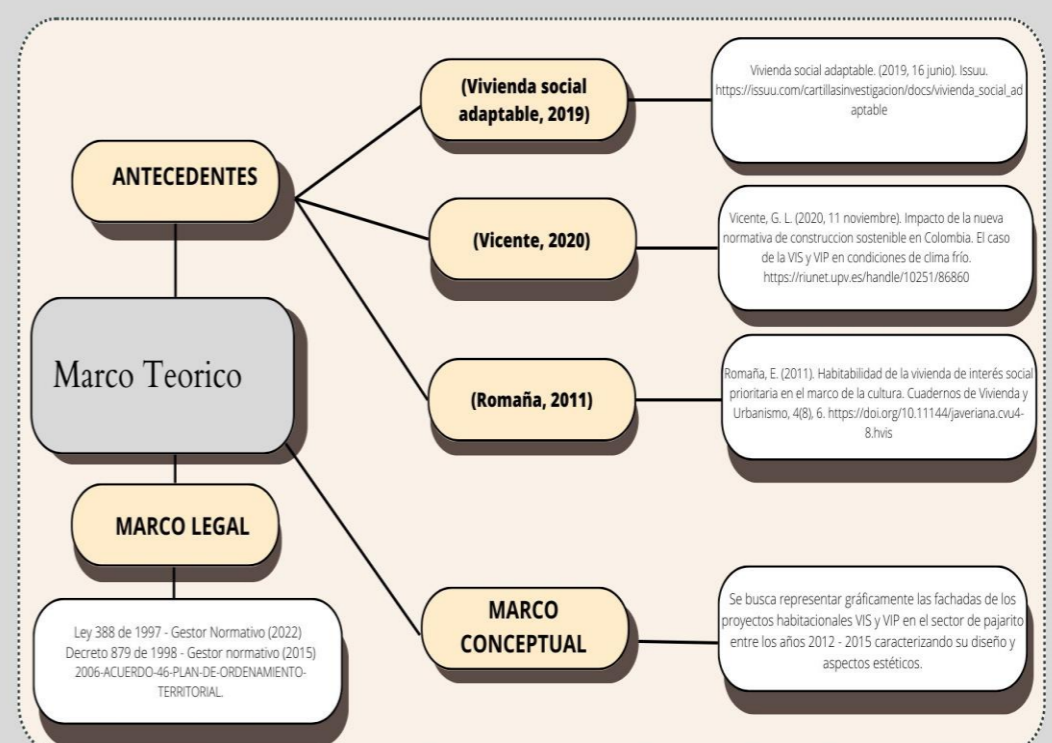 ANTECEDENTES
(Vivienda social
adaptable, 2019)
Vivienda social adaptable. (2019, 16 junio). Issuu.
https://issuu.com/cartillasinvestigacion/docs/vivienda_social_ad
aptable
(Vicente, 2020)
Vicente, G. L. (2020, 11 noviembre). Impacto de la nueva
normativa de construccion sostenible en Colombia. El caso
de la VIS y VIP en condiciones de clima frío.
https://riunet.upv.es/handle/10251/86860
(Romaña, 2011)
Romaña, E. (2011). Habitabilidad de la vivienda de interés social
prioritaria en el marco de la cultura. Cuadernos de Vivienda y
Urbanismo, 4(8), 6. https://doi.org/10.11144/javeriana.cvu4-
8.hvis
Marco Teorico
MARCO LEGAL
Ley 388 de 1997 - Gestor Normativo (2022)
Decreto 879 de 1998 - Gestor normativo (2015)
2006-ACUERDO-46-PLAN-DE-ORDENAMIENTO-
TERRITORIAL.
MARCO
CONCEPTUAL
Se busca representar gráficamente las fachadas de los
proyectos habitacionales VIS y VIP en el sector de pajarito
entre los años 2012 - 2015 caracterizando su diseño y
aspectos estéticos.